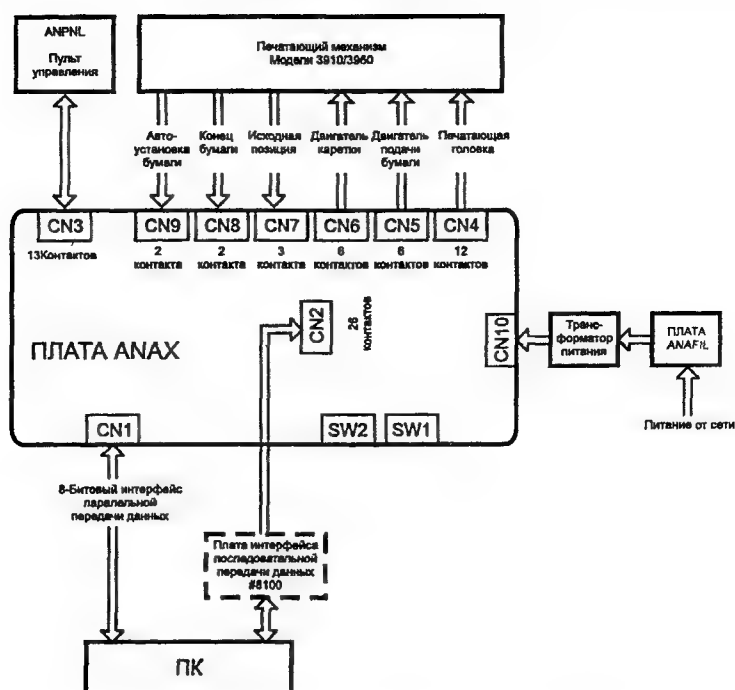 ANPNL
Пульт
управления
Печатающий механизм
Модели 3910/3960
Авто-
установка
бумаги
Конец
бумаги
Исходная
позиция
Двигатель
каретки
Двигатель
подачи
бумаги
Печатающая
головка
CN3
CN9
CN8
CN7
CN6
CN5
CN4
13Контактов
2
контакта
2
контакта
3
контакта
6
контактов
6
контактов
12
контактов
CN2
26
контактов
ПЛАТА ANAX
CN10
Транс-
форматор
питания
ПЛАТА
ANAFIL
Питание от сети
CN1
SW2
SW1
8-Битовый интерфейс
паралельной
передачи данных
Плата интерфейса
последовательной
передачи данных
#8100
ПК